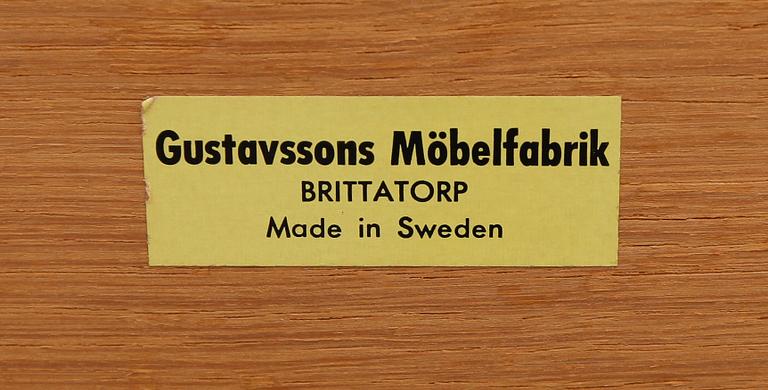 Gustavssons Möbelfabrik
BRITTATORP
Made in Sweden